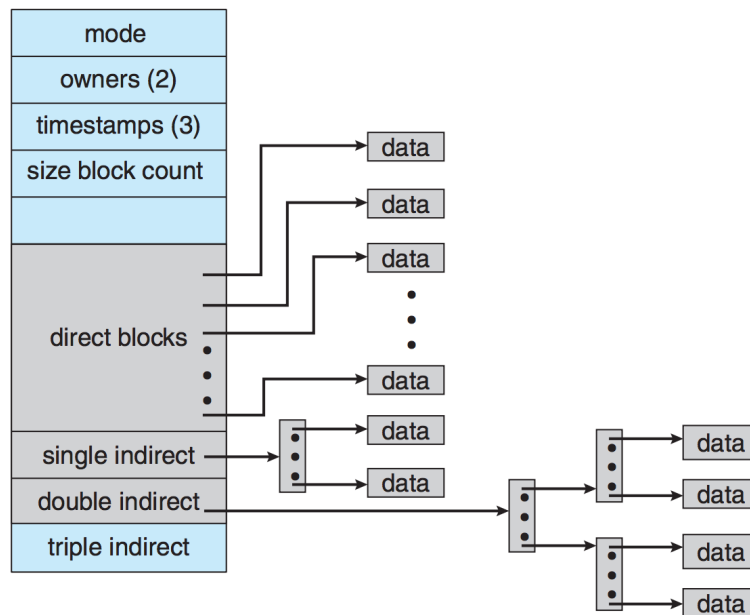 mode
owners (2)
timestamps (3)
size block count
direct blocks
single indirect
double indirect
triple indirect
data
data
data
data
data
data
data
data
data
data